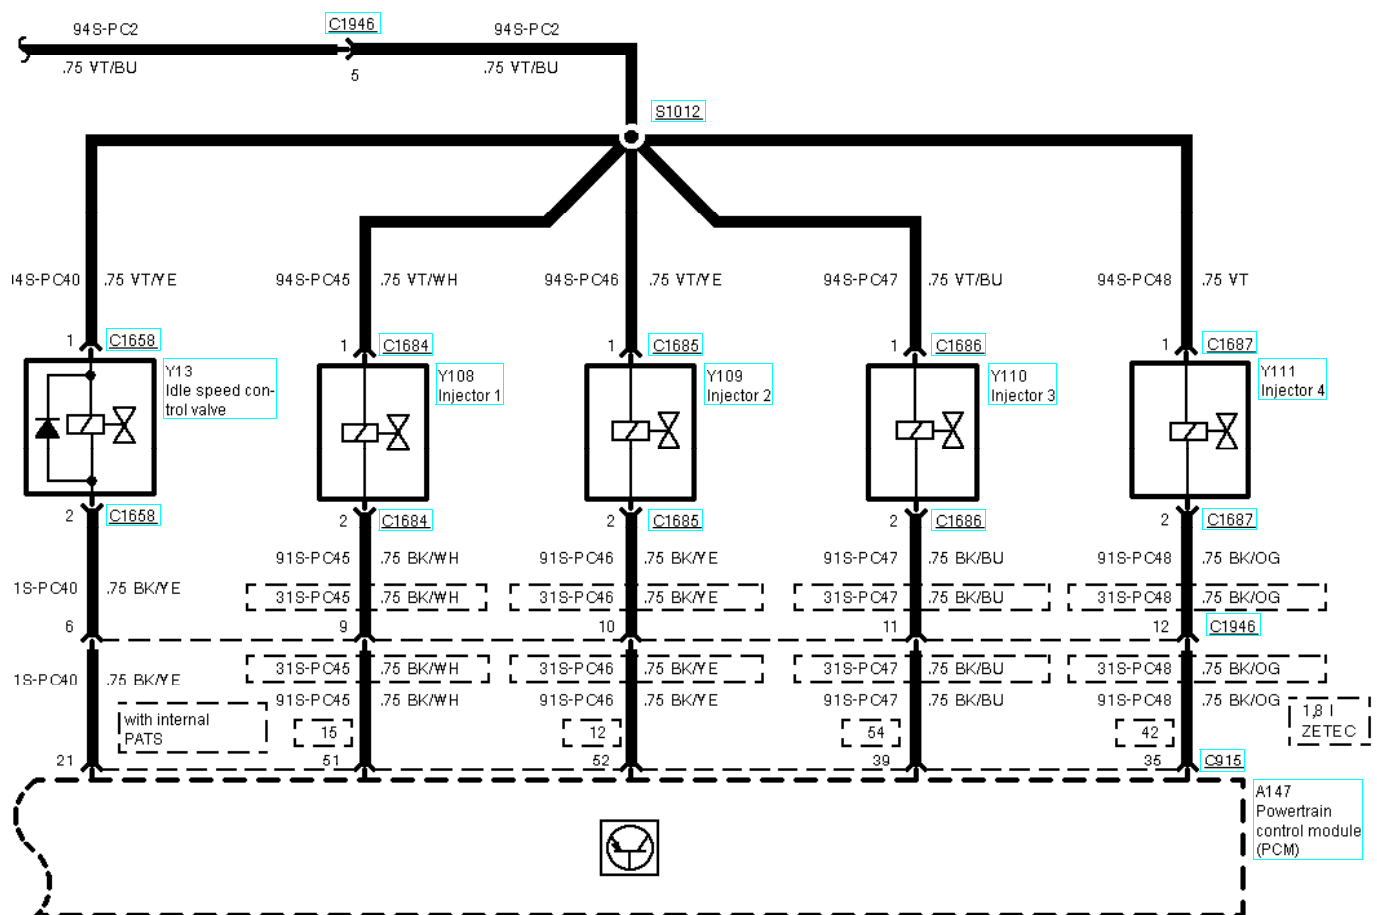 94S-PC2
C1946
94S-PC2
.75 VT/BU
5
.75 VT/BU
S1012
94S-PC40
.75 VT/YE
94S-PC45
.75 VT/WH
94S-PC46
.75 VT/YE
94S-PC47
.75 VT/BU
94S-PC48
.75 VT
1
C1658
1
C1684
1
C1685
1
C1686
1
C1687
Y13
Idle speed con-
trol valve
Y108
Injector 1
Y109
Injector 2
Y110
Injector 3
Y111
Injector 4
2
C1658
2
C1684
2
C1685
2
C1686
2
C1687
91S-PC45
.75 BK/WH
91S-PC46
.75 BK/YE
91S-PC47
.75 BK/BU
91S-PC48
.75 BK/OG
1S-PC40
.75 BK/YE
31S-PC45
.75 BK/WH
31S-PC46
.75 BK/YE
31S-PC47
.75 BK/BU
31S-PC48
.75 BK/OG
6
9
10
11
12
C1946
1S-PC40
.75 BK/YE
31S-PC45
.75 BK/WH
31S-PC46
.75 BK/YE
31S-PC47
.75 BK/BU
31S-PC48
.75 BK/OG
91S-PC45
.75 BK/WH
91S-PC46
.75 BK/YE
91S-PC47
.75 BK/BU
91S-PC48
.75 BK/OG
with internal
PATS
15
12
54
42
1,8 l
ZETEC
21
51
52
39
35
C915
A147
Powertrain
control module
(PCM)